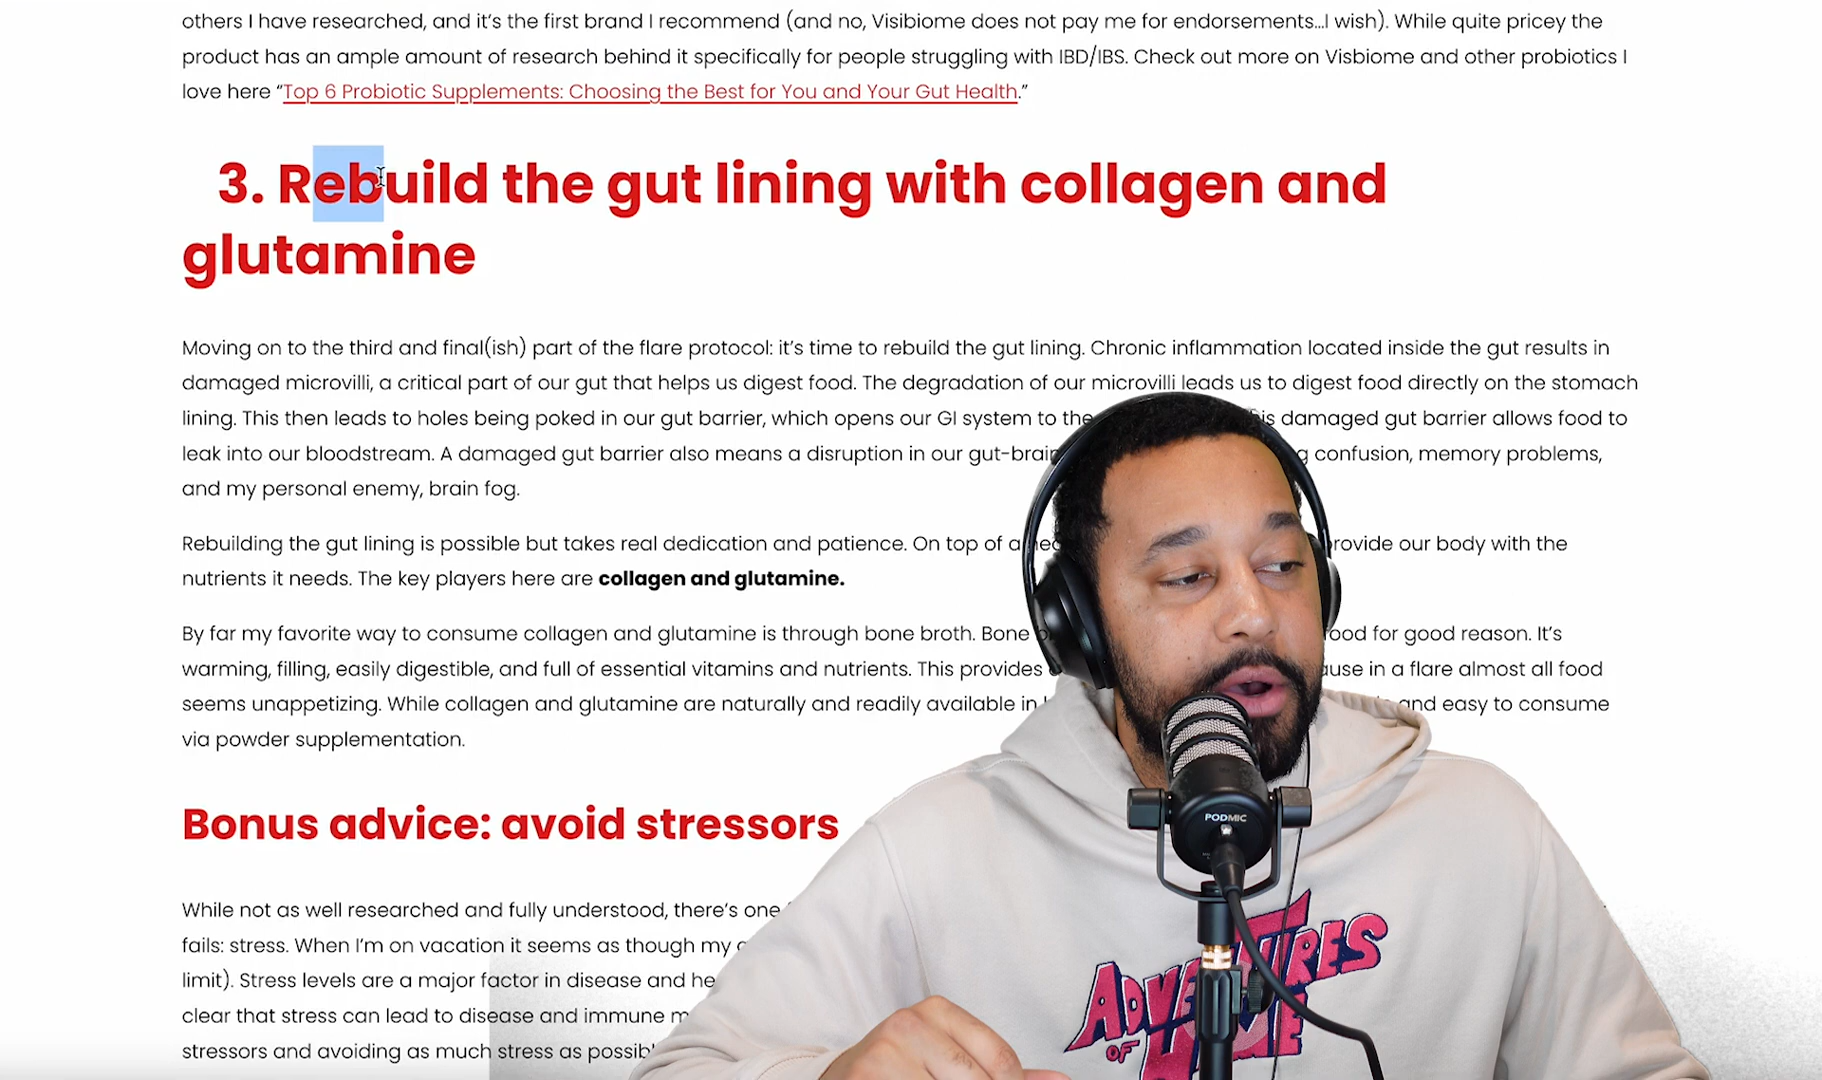 others I have researched, and it's the first brand I recommend (and no, Visibiome does not pay me for endorsements...I wish). While quite pricey the
product has an ample amount of research behind it specifically for people struggling with IBD/IBS. Check out more on Visbiome and other probiotics I
love here “Top 6 Probiotic Supplements: Choosing the Best for You and Your Gut Health.”
3. Rebuild the gut lining with collagen and
glutamine
Moving on to the third and final(ish) part of the flare protocol: it's time to rebuild the gut lining. Chronic inflammation located inside the gut results in
damaged microvilli, a critical part of our gut that helps us digest food. The degradation of our microvilli leads us to digest food directly on the stomach
lining. This then leads to holes being poked in our gut barrier, which opens our GI system to the damaged gut barrier allows food to
leak into our bloodstream. A damaged gut barrier also means a disruption in our confusion, memory problems,
and my personal enemy, brain fog.
Rebuilding the gut lining is possible but takes real dedication and patience. On top of a provide our body with the
nutrients it needs. The key players here are collagen and glutamine.
By far my favorite way to consume collagen and glutamine is through bone broth. Bone for good reason. It's
warming, filling, easily digestible, and full of essential vitamins and nutrients. This provides in a flare almost all food
seems unappetizing. While collagen and glutamine are naturally and readily available in and easy to consume
via powder supplementation.
Bonus advice: avoid stressors
While not as well researched and fully understood, there's one
fails: stress. When I'm on vacation it seems as though my
limit). Stress levels are a major factor in disease and
clear that stress can lead to disease and immune
stressors and avoiding as much stress as
PODMIC
ADVENTURES
OF